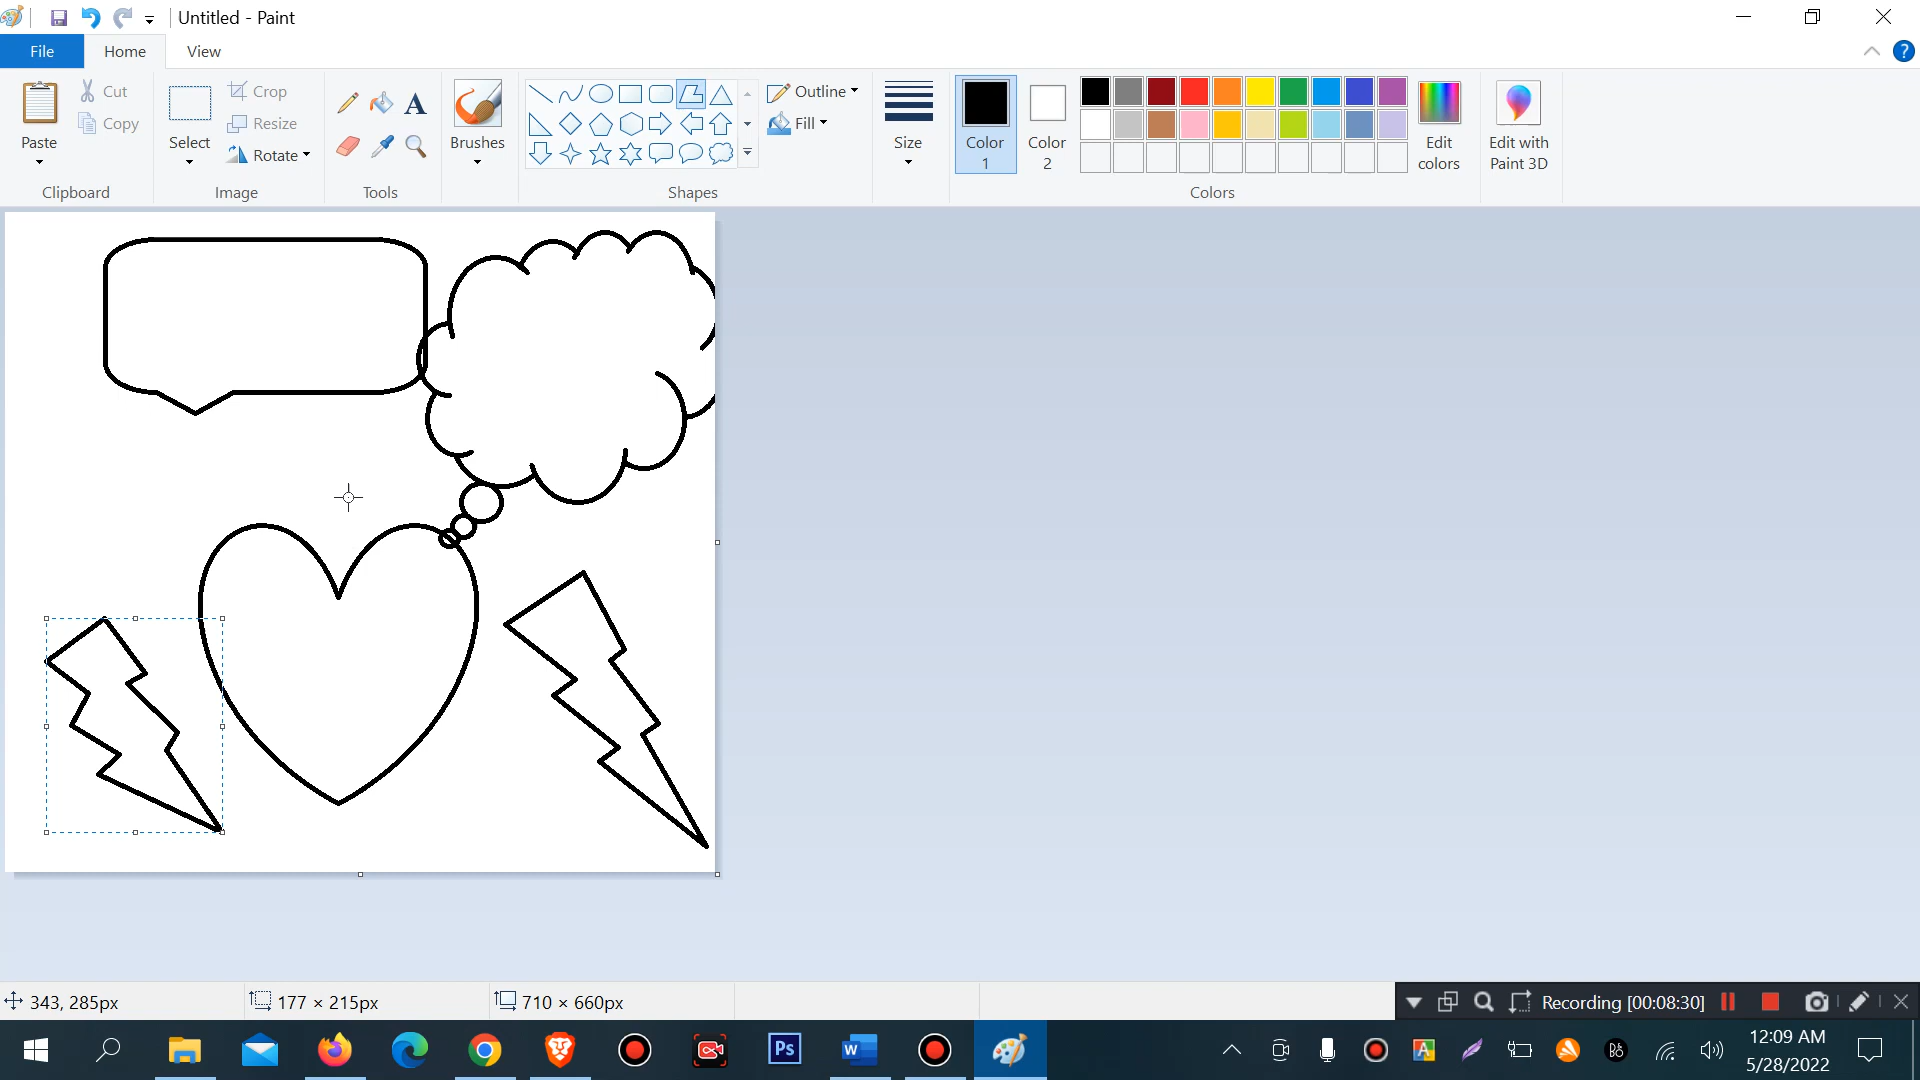 Untitled - Paint
File Home View
Paste Cut Copy Select Crop Resize Rotate Brushes Outline Fill Size Color 1 Color 2 Edit colors Edit with Paint 3D
Clipboard Image Tools Shapes Colors
343, 285px 177 × 215px 710 × 660px Recording [00:08:30]
Ps W A
12:09 AM
5/28/2022